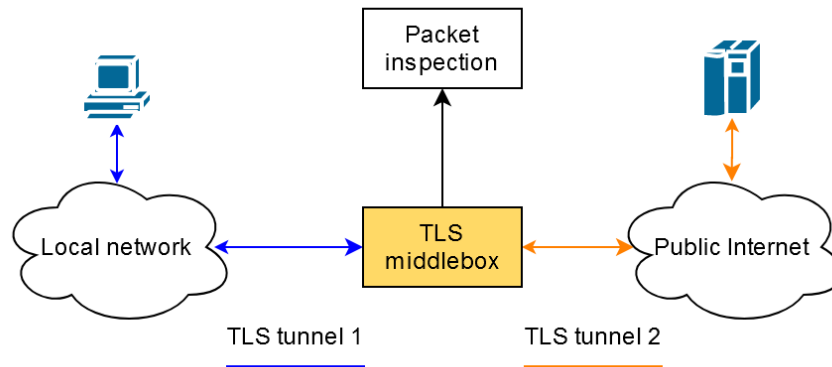 Packet
inspection
Local network
TLS
middlebox
Public Internet
TLS tunnel 1
TLS tunnel 2